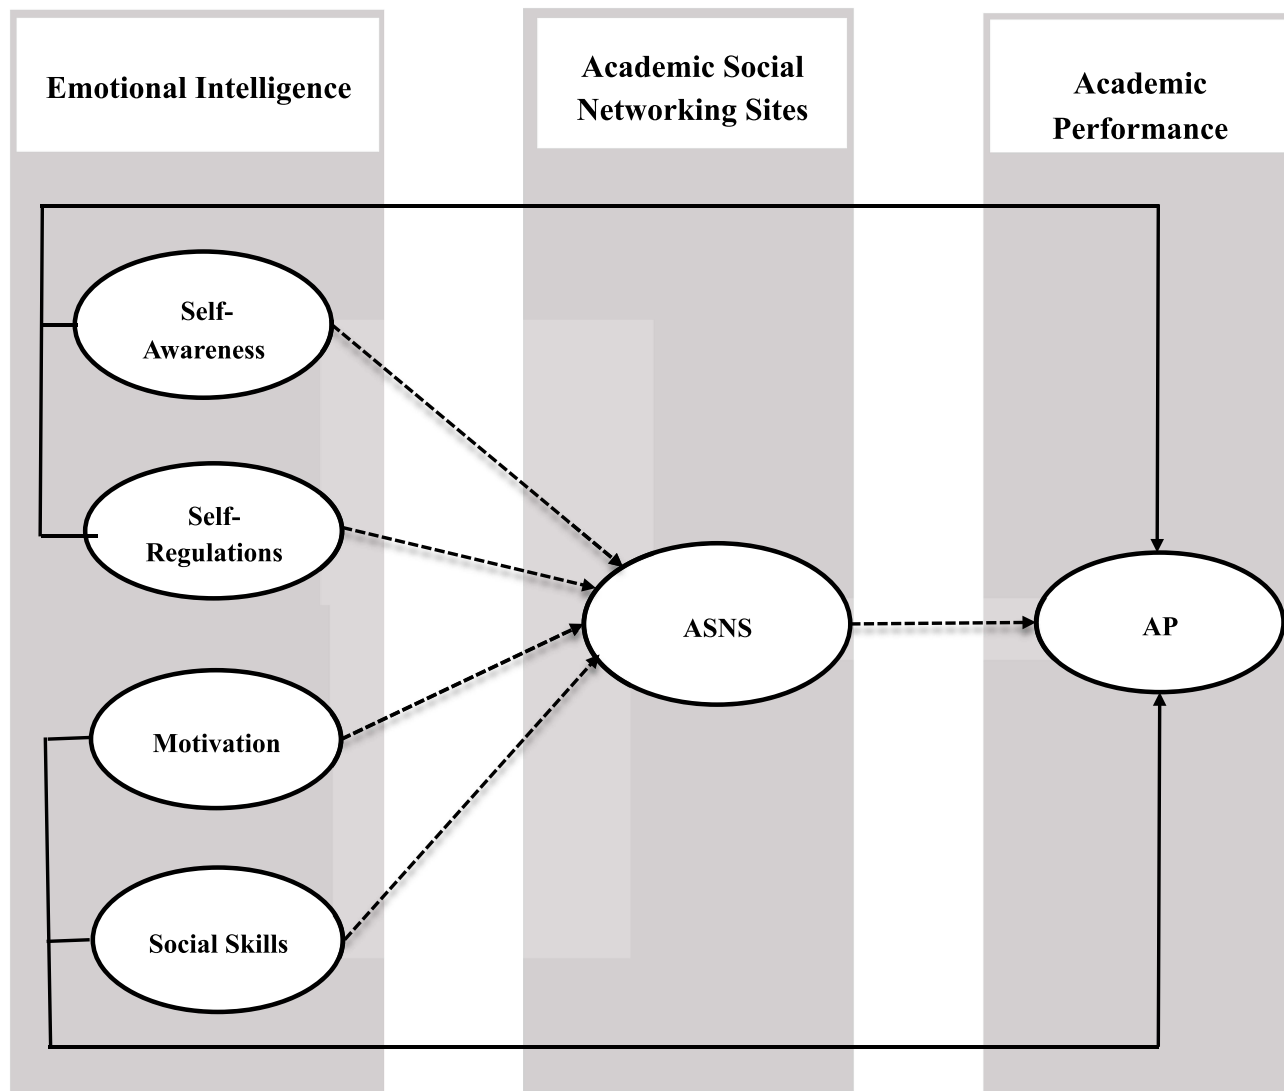 Emotional Intelligence
Academic Social
Networking Sites
Academic
Performance
Self-
Awareness
Self-
Regulations
Motivation
Social Skills
ASNS
AP